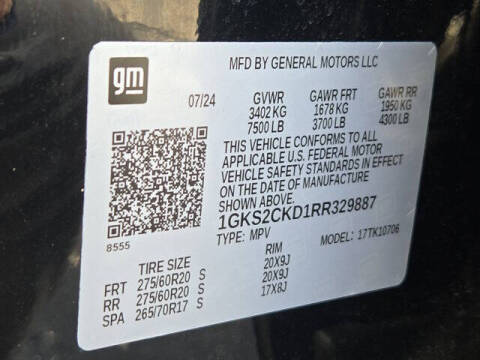 gm
MFD BY GENERAL MOTORS LLC
07/24 GVWR GAWR FRT GAWR RR
3402 KG 1678 KG 1950 KG
7500 LB 3700 LB 4300 LB
THIS VEHICLE CONFORMS TO ALL
APPLICABLE U.S. FEDERAL MOTOR
VEHICLE SAFETY STANDARDS IN EFFECT
ON THE DATE OF MANUFACTURE SHOWN ABOVE.
1GKS2CKD1RR329887
8555 TYPE: MPV MODEL: 17TK10706
TIRE SIZE RIM
FRT 275/60R20 S 20X9J
RR 275/60R20 S 20X9J
SPA 265/70R17 S 17X8J